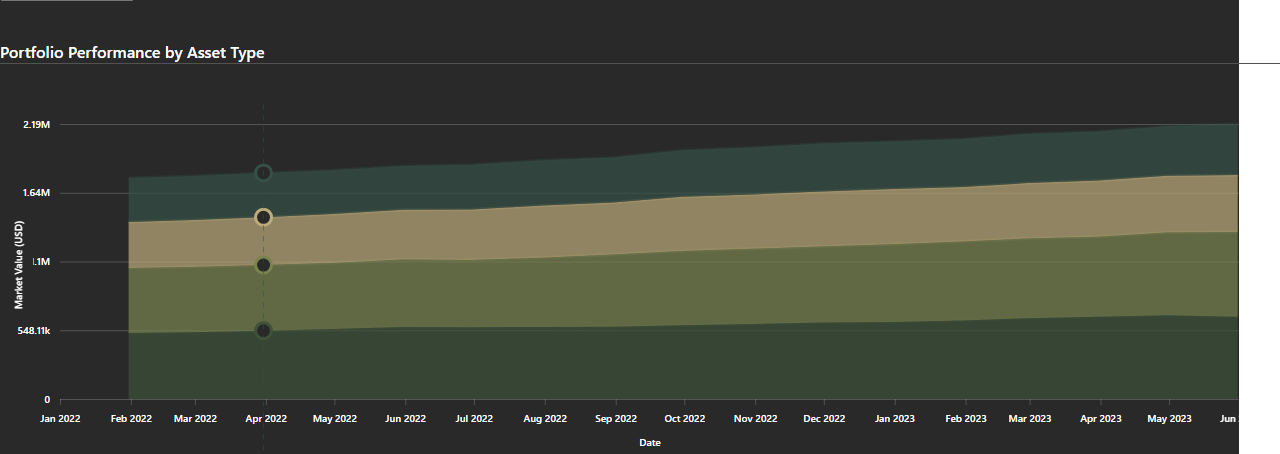 Portfolio Performance by Asset Type
2.19M
1.64M
1.1M
548.11k
0
Market Value (USD)
Jan 2022 Feb 2022 Mar 2022 Apr 2022 May 2022 Jun 2022 Jul 2022 Aug 2022 Sep 2022 Oct 2022 Nov 2022 Dec 2022 Jan 2023 Feb 2023 Mar 2023 Apr 2023 May 2023 Jun
Date